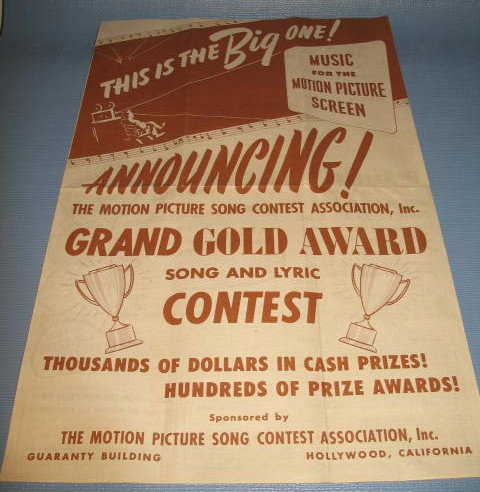 THIS IS THE Big ONE!
MUSIC
FOR THE
MOTION PICTURE
SCREEN
ANNOUNCING!
THE MOTION PICTURE SONG CONTEST ASSOCIATION, Inc.
GRAND GOLD AWARD
SONG AND LYRIC
CONTEST
THOUSANDS OF DOLLARS IN CASH PRIZES!
HUNDREDS OF PRIZE AWARDS!
Sponsored by
THE MOTION PICTURE SONG CONTEST ASSOCIATION, Inc.
GUARANTY BUILDING HOLLYWOOD, CALIFORNIA